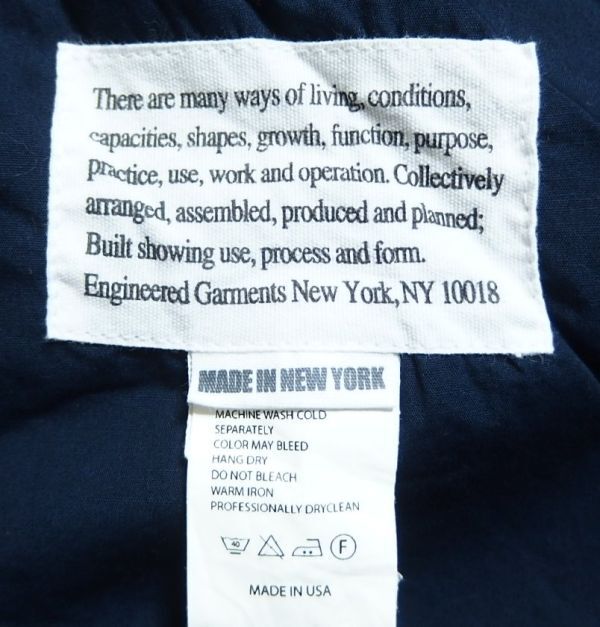 There are many ways of living, conditions,
capacities, shapes, growth, function, purpose,
Practice, use, work and operation. Collectively
arranged, assembled, produced and planned;
Built showing use, process and form.
Engineered Garments New York, NY 10018
MADE IN NEW YORK
MACHINE WASH COLD
SEPARATELY
COLOR MAY BLEED
HANG DRY
DO NOT BLEACH
WARM IRON
PROFESSIONALLY DRYCLEAN
40 F
MADE IN USA